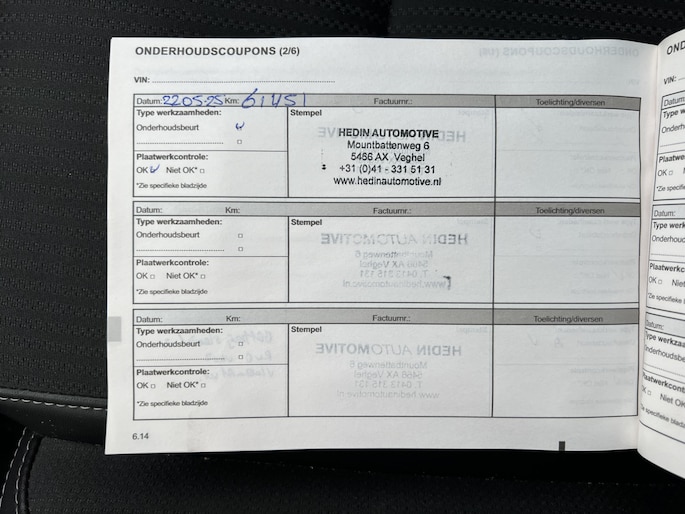 ONDERHOUDSCOUPONS (2/6)
VIN:
Datum: 22-05-25 Km: 61451 Factuurnr.: Toelichting/diversen
Type werkzaamheden: Stempel
Onderhoudsbeurt
HEDIN AUTOMOTIVE
Mountbattenweg 6
5466 AX Veghel
+31 (0)41 - 331 51 31
www.hedinautomotive.nl
Plaatwerkcontrole:
OK Niet OK*
*Zie specifieke bladzijde
Datum: Km: Factuurnr.: Toelichting/diversen
Type werkzaamheden: Stempel
Onderhoudsbeurt
Plaatwerkcontrole:
OK Niet OK*
*Zie specifieke bladzijde
Datum: Km: Factuurnr.: Toelichting/diversen
Type werkzaamheden: Stempel
Onderhoudsbeurt
Plaatwerkcontrole:
OK Niet OK*
*Zie specifieke bladzijde
6.14